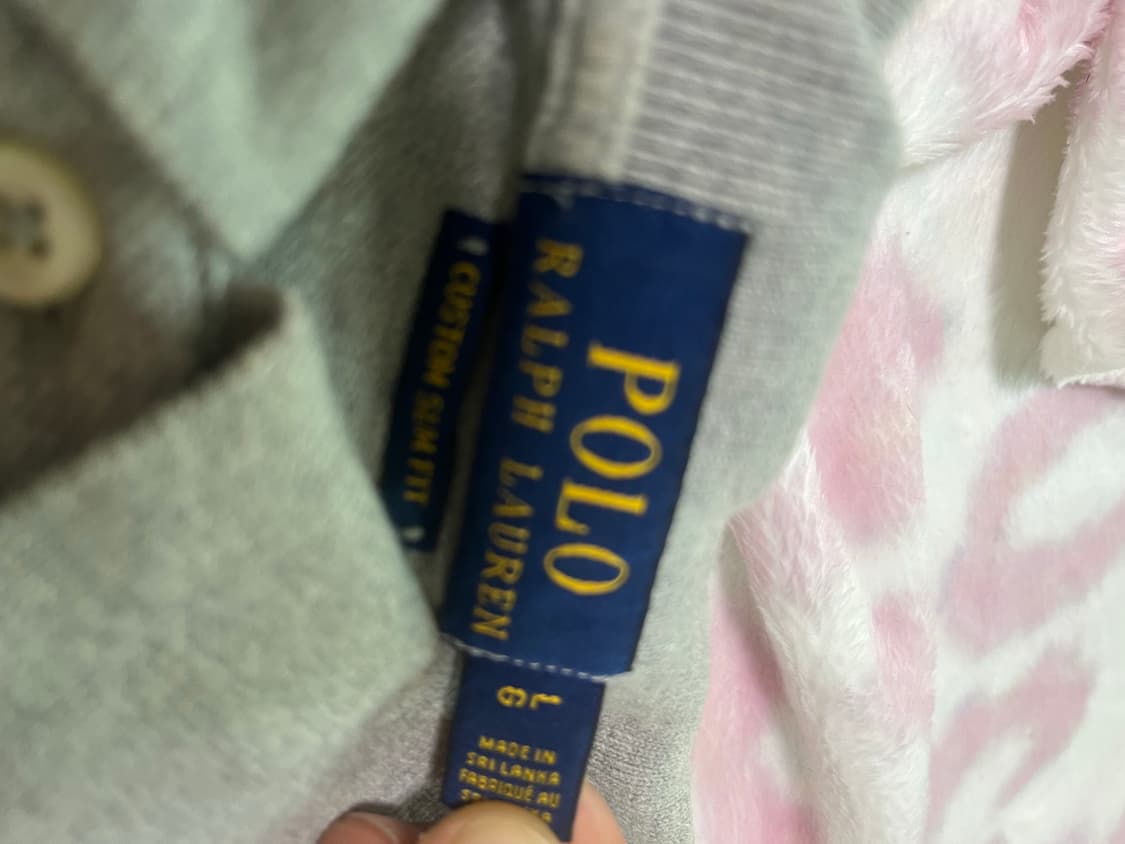 POLO
RALPH LAUREN
CUSTOM SLIM FIT
L
G
MADE IN
SRI LANKA
FABRIQUÉ AU